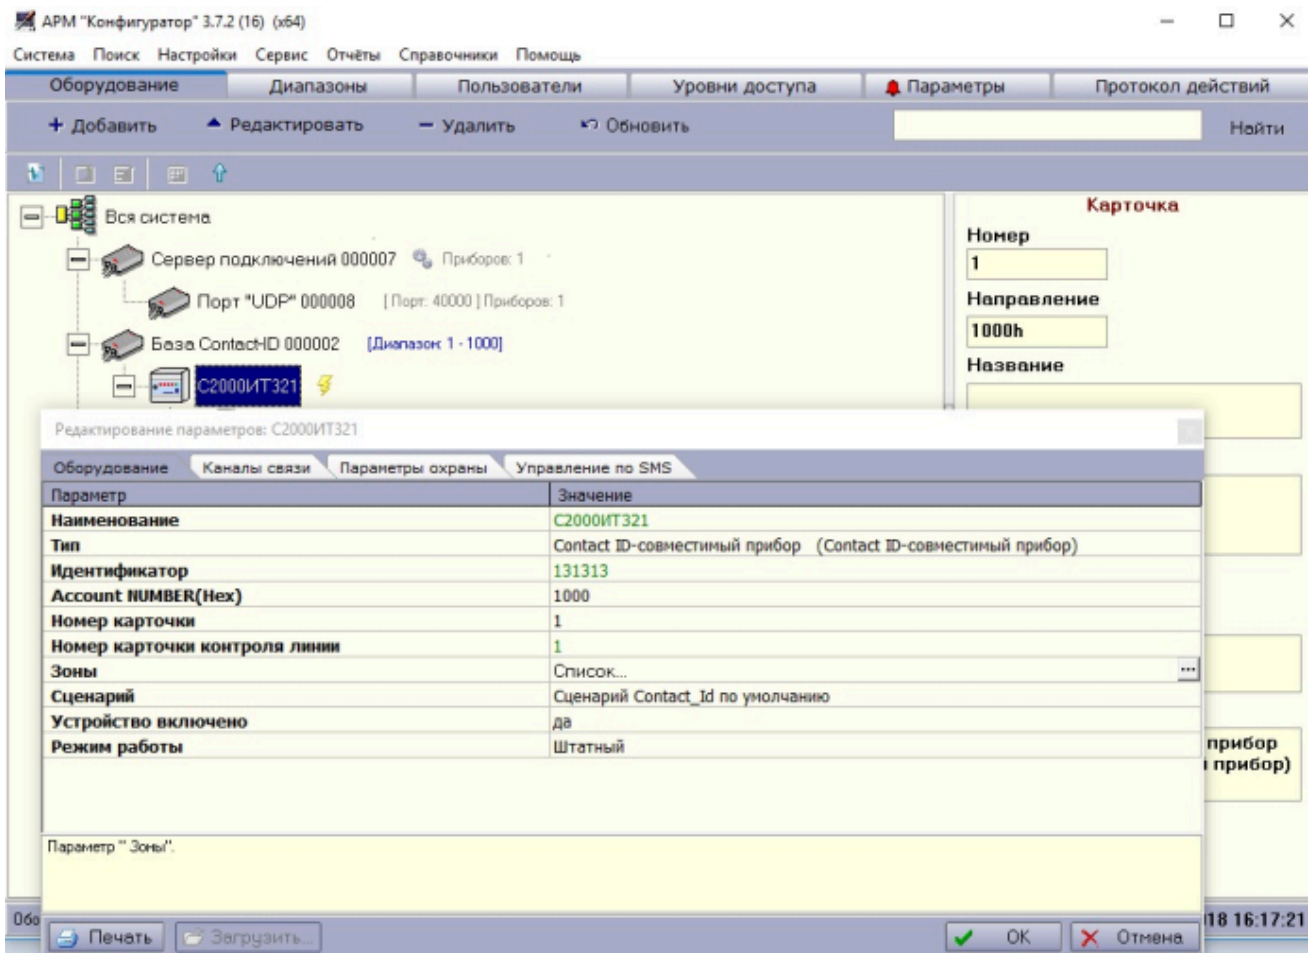 АРМ "Конфигуратор" 3.7.2 (16) (x64)
Система Поиск Настройки Сервис Отчёты Справочники Помощь
Оборудование Диапазоны Пользователи Уровни доступа Параметры Протокол действий
Добавить Редактировать Удалить Обновить Найти
Вся система
Сервер подключений 000007 Приборов: 1
Порт "UDP" 000008 [ Порт: 40000 ] Приборов: 1
База Contact-ID 000002 [Диапазон: 1 - 1000]
С2000ИТ321
Карточка
Номер
1
Направление
1000h
Название
Редактирование параметров: С2000ИТ321
Оборудование Каналы связи Параметры охраны Управление по SMS
Параметр Значение
Наименование С2000ИТ321
Тип Contact ID-совместимый прибор (Contact ID-совместимый прибор)
Идентификатор 131313
Account NUMBER(Hex) 1000
Номер карточки 1
Номер карточки контроля линии 1
Зоны Список... ...
Сценарий Сценарий Contact_Id по умолчанию
Устройство включено да
Режим работы Штатный
прибор
прибор)
Параметр " Зоны".
Обо
18 16:17:21
Печать Загрузить... OK Отмена